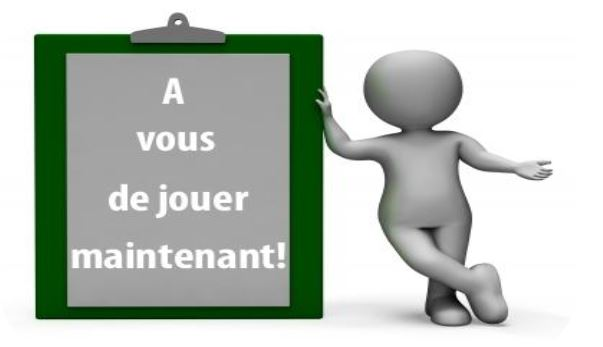 A
vous
de jouer
maintenant!